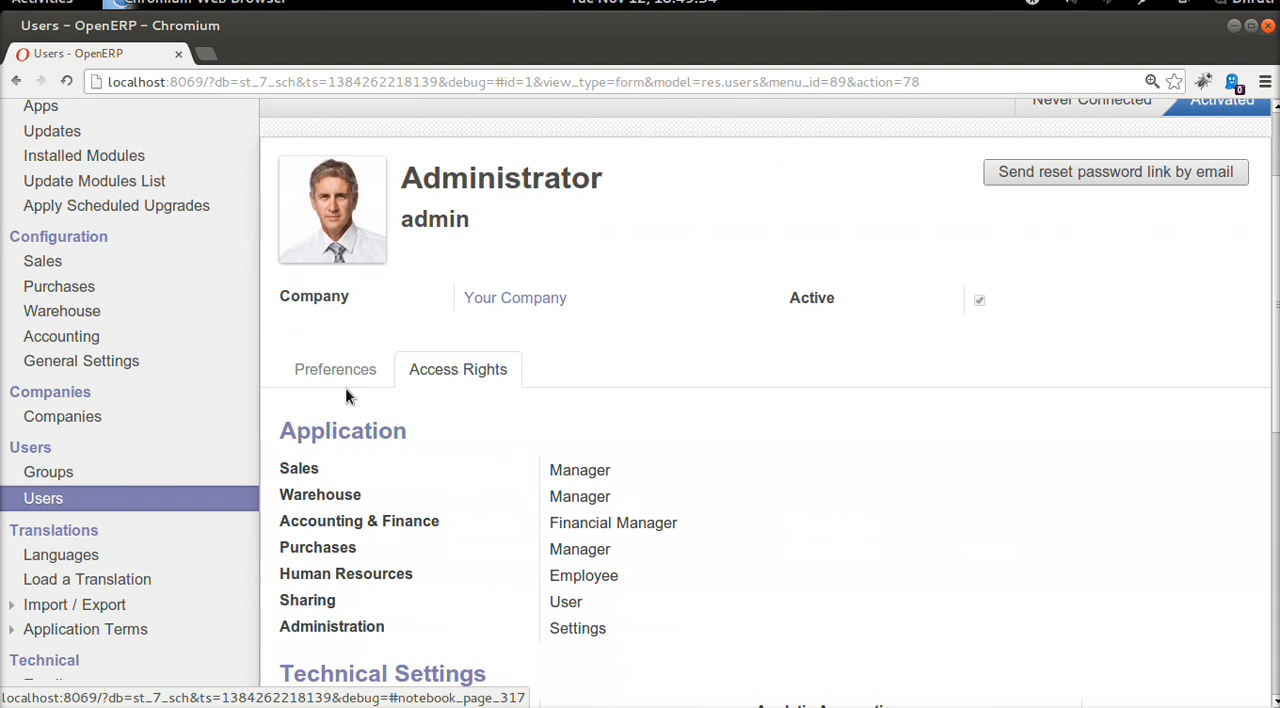 Activities
Chromium Web Browser
Tue Nov 12, 18:49:54
Dhruti
Users - OpenERP - Chromium
Users - OpenERP
localhost:8069/?db=st_7_sch&ts=1384262218139&debug=#id=1&view_type=form&model=res.users&menu_id=89&action=78
0
Apps
Updates
Installed Modules
Update Modules List
Apply Scheduled Upgrades
Configuration
Sales
Purchases
Warehouse
Accounting
General Settings
Companies
Companies
Users
Groups
Users
Translations
Languages
Load a Translation
Import / Export
Application Terms
Technical
Never Connected
Activated
Administrator
Send reset password link by email
admin
Company Your Company Active
Preferences Access Rights
Application
Sales Manager
Warehouse Manager
Accounting & Finance Financial Manager
Purchases Manager
Human Resources Employee
Sharing User
Administration Settings
Technical Settings
localhost:8069/?db=st_7_sch&ts=1384262218139&debug=#notebook_page_317